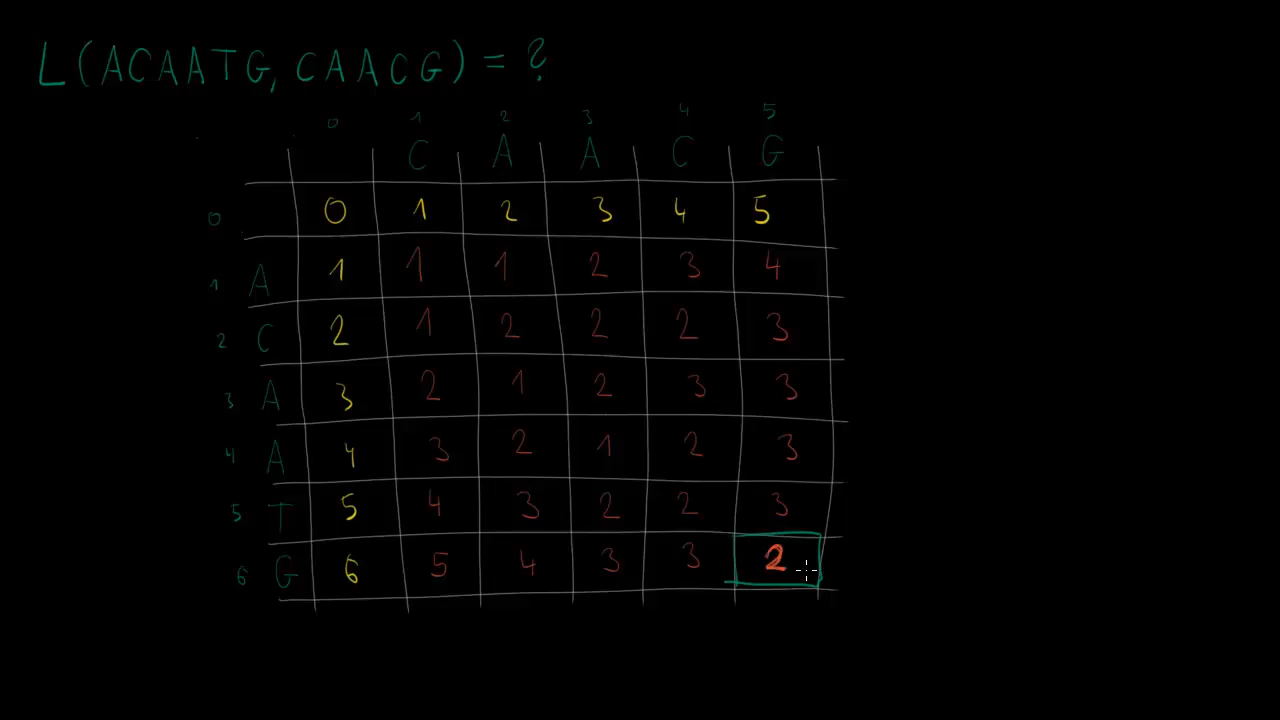 L(ACAATG, CAACG) = ?
0 1 2 3 4 5
C A A C G
0 0 1 2 3 4 5
1 A 1 1 1 2 3 4
2 C 2 1 2 2 2 3
3 A 3 2 1 2 3 3
4 A 4 3 2 1 2 3
5 T 5 4 3 2 2 3
6 G 6 5 4 3 3 2